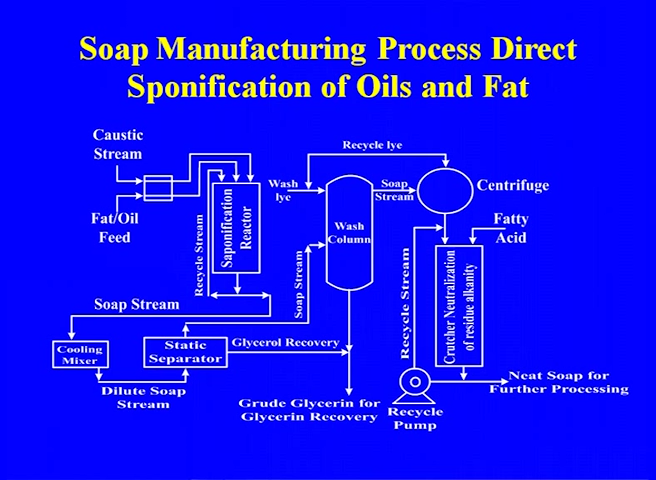 Soap Manufacturing Process Direct
Sponification of Oils and Fat
Caustic
Stream
Recycle lye
Wash
lye
Soap
Stream
Centrifuge
Fat/Oil
Feed
Recycle Stream
Saponification
Reactor
Wash
Column
Fatty
Acid
Soap Stream
Soap Stream
Recycle Stream
Crutcher Neutralization
of residue alkanity
Cooling
Mixer
Static
Separator
Glycerol Recovery
Dilute Soap
Stream
Grude Glycerin for
Glycerin Recovery
Recycle
Pump
Neat Soap for
Further Processing